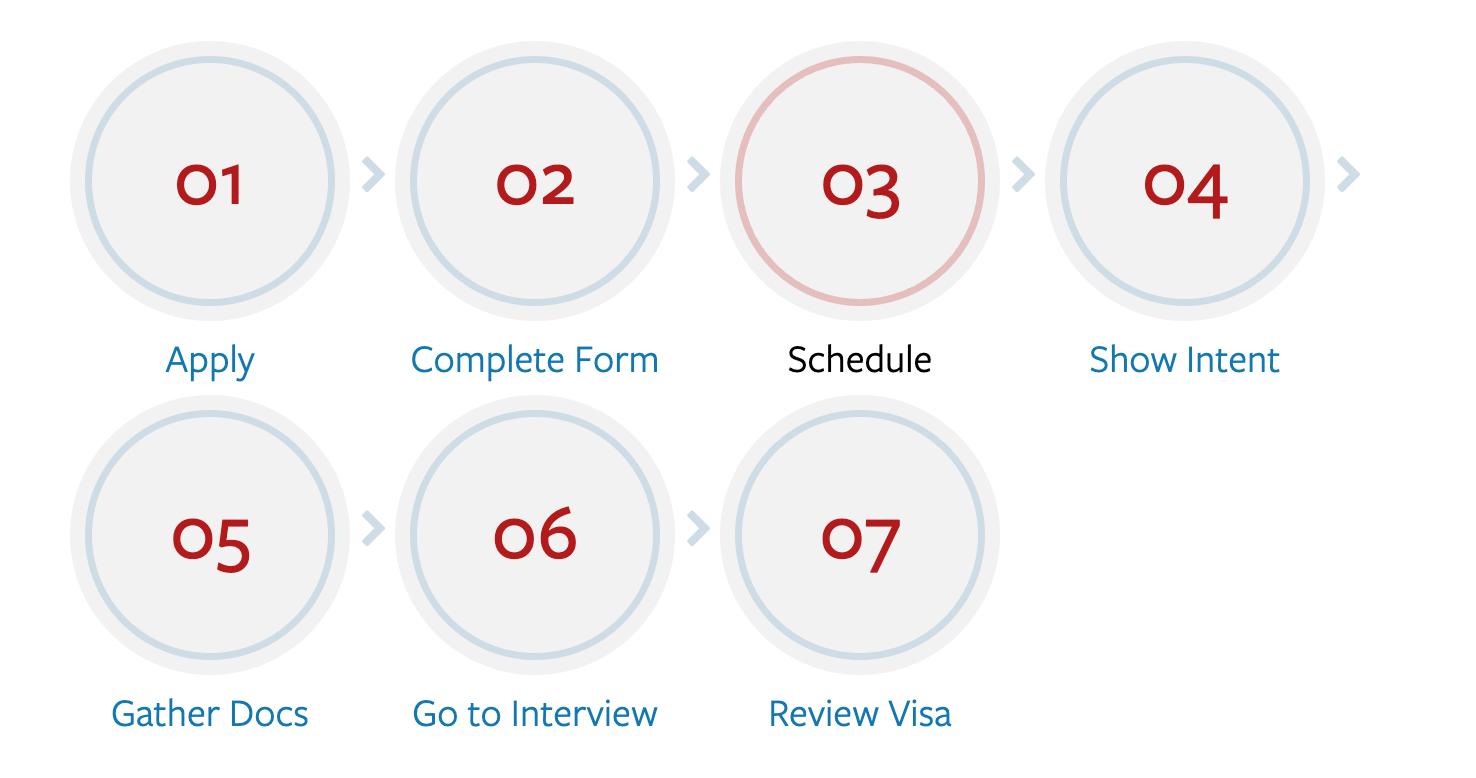 01
02
03
04
Apply
Complete Form
Schedule
Show Intent
05
06
07
Gather Docs
Go to Interview
Review Visa